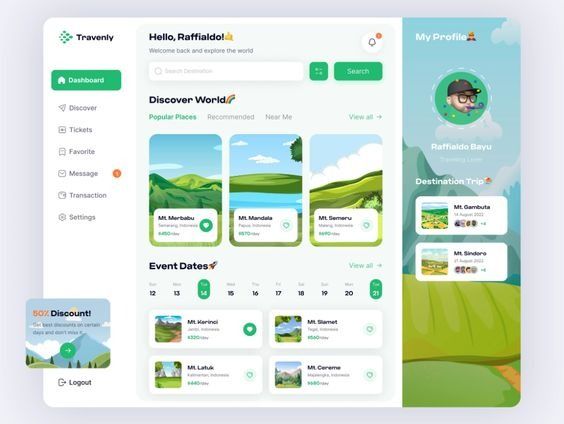 Travenly
Dashboard
Discover
Tickets
Favorite
Message
1
Transaction
Settings
50% Discount!
Get best discounts on certain
days and don't miss it.
Logout
Hello, Raffialdo!
Welcome back and explore the world
Search Destination
Search
Discover World
Popular Places
Recommended
Near Me
View all
Mt. Merbabu
Semarang, Indonesia
$450/day
Mt. Mandala
Papua, Indonesia
$570/day
Mt. Semeru
Malang, Indonesia
$690/day
Event Dates
View all
Sun Mon Tue Wed Thu Fri Sat Sun Mon Tue
12 13 14 15 16 17 18 19 20 21
Mt. Kerinci
Jambi, Indonesia
$320/day
Mt. Slamet
Tegal, Indonesia
$560/day
Mt. Latuk
Kalimantan, Indonesia
$440/day
Mt. Cereme
Majalengka, Indonesia
$680/day
My Profile
Raffialdo Bayu
Traveling Lover
Destination Trip
Mt. Gambuta
14 August 2022
+4
Mt. Sindoro
21 August 2022
+4